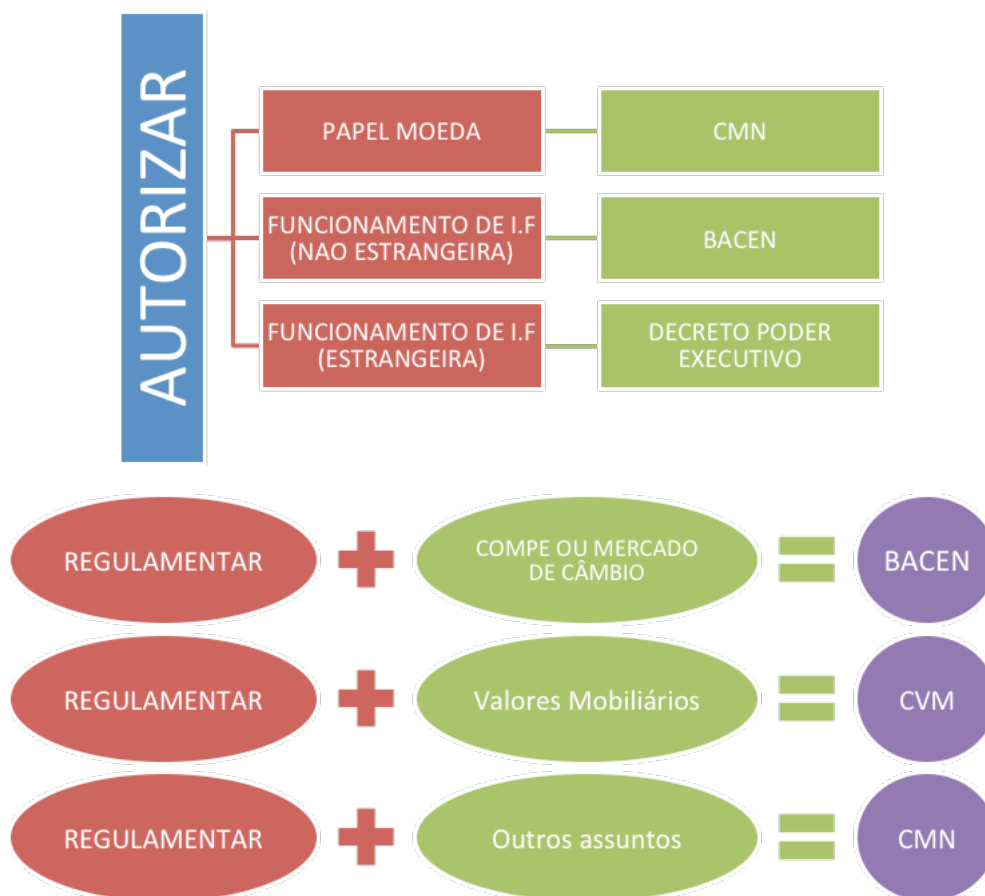 AUTORIZAR
PAPEL MOEDA
CMN
FUNCIONAMENTO DE I.F
(NAO ESTRANGEIRA)
BACEN
FUNCIONAMENTO DE I.F
(ESTRANGEIRA)
DECRETO PODER
EXECUTIVO
REGULAMENTAR
COMPE OU MERCADO
DE CÂMBIO
BACEN
REGULAMENTAR
Valores Mobiliários
CVM
REGULAMENTAR
Outros assuntos
CMN